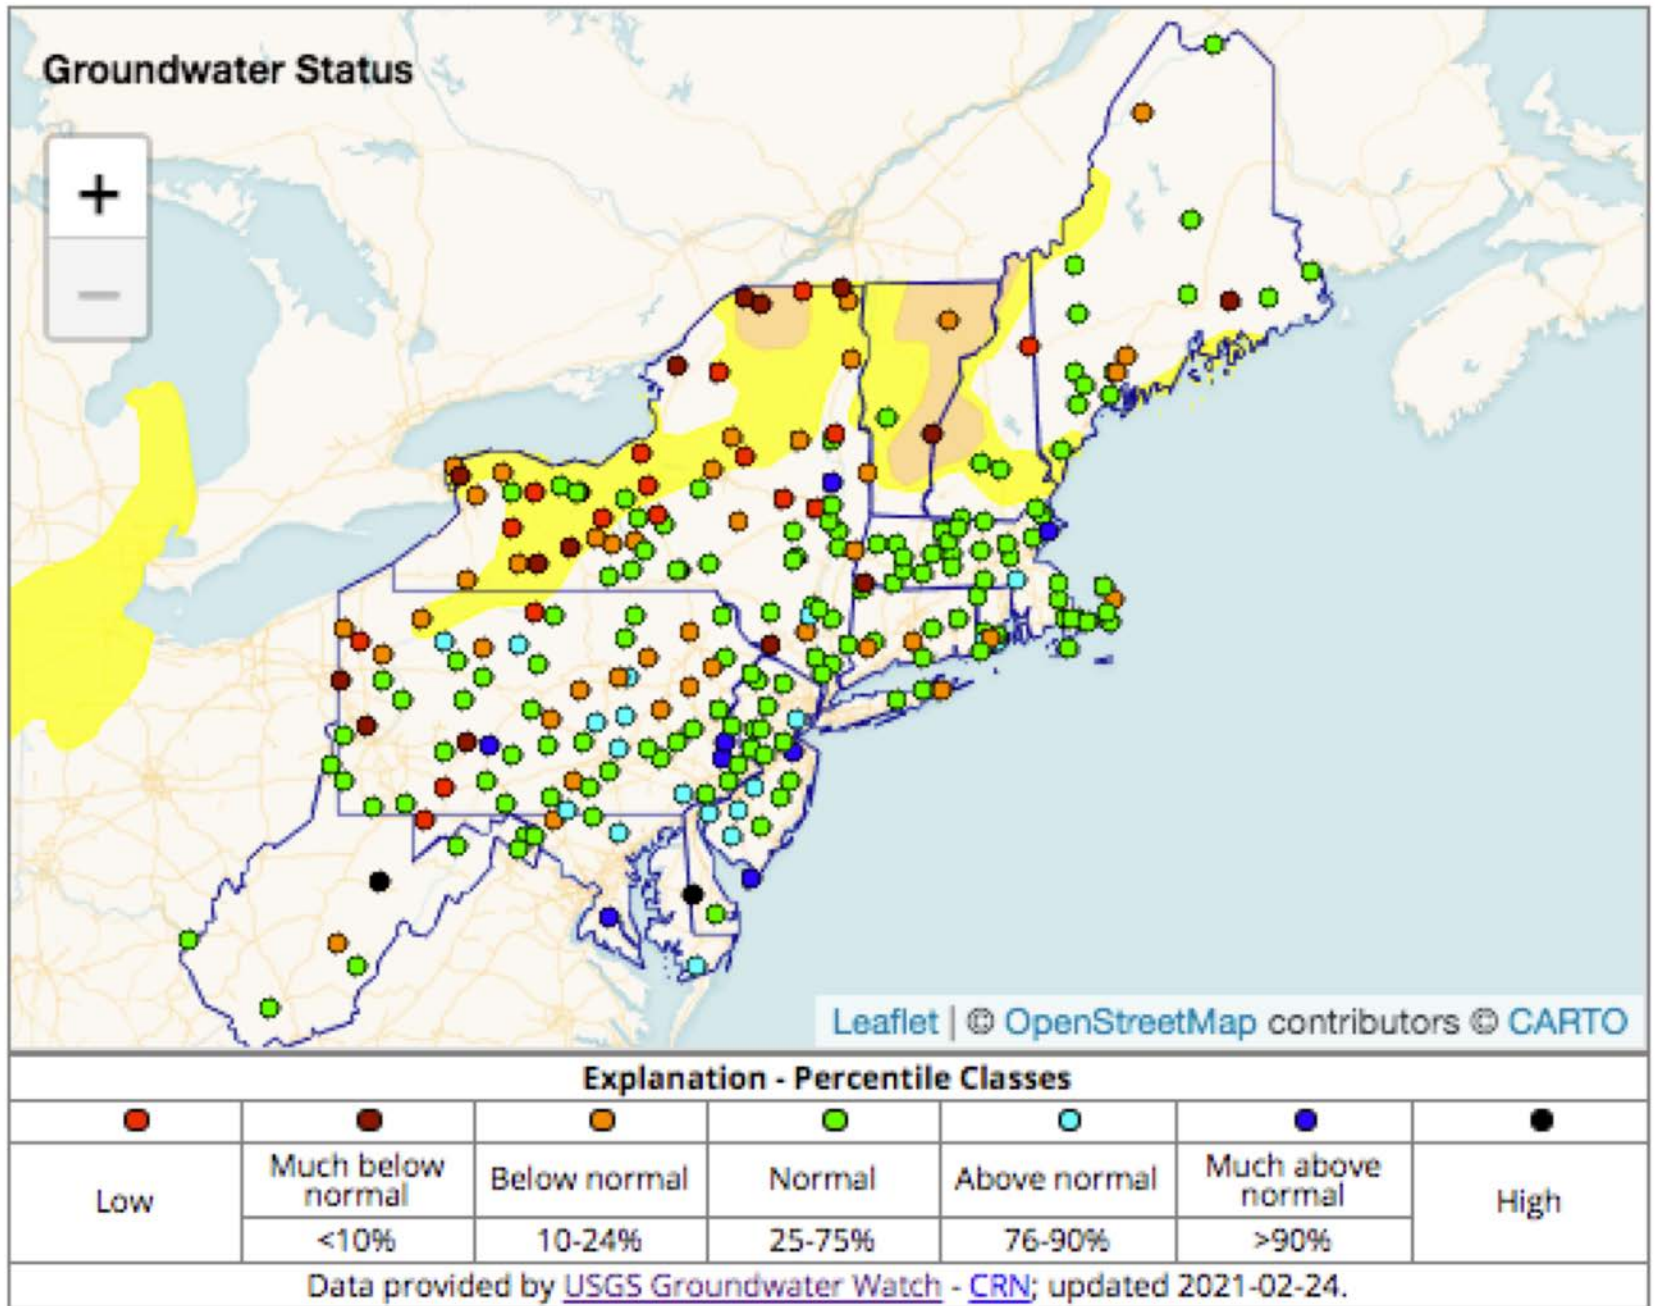 Groundwater Status
+
−
Leaflet | © OpenStreetMap contributors © CARTO
Explanation - Percentile Classes
Low
Much below normal
<10%
Below normal
10-24%
Normal
25-75%
Above normal
76-90%
Much above normal
>90%
High
Data provided by USGS Groundwater Watch - CRN; updated 2021-02-24.